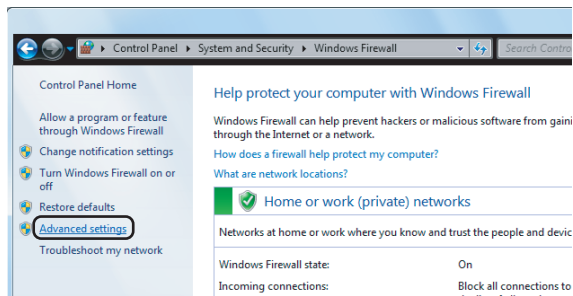 Control Panel ▸ System and Security ▸ Windows Firewall
Search Contro
Control Panel Home
Allow a program or feature
through Windows Firewall
Change notification settings
Turn Windows Firewall on or
off
Restore defaults
Advanced settings
Troubleshoot my network
Help protect your computer with Windows Firewall
Windows Firewall can help prevent hackers or malicious software from gaini
through the Internet or a network.
How does a firewall help protect my computer?
What are network locations?
Home or work (private) networks
Networks at home or work where you know and trust the people and devic
Windows Firewall state: On
Incoming connections: Block all connections to